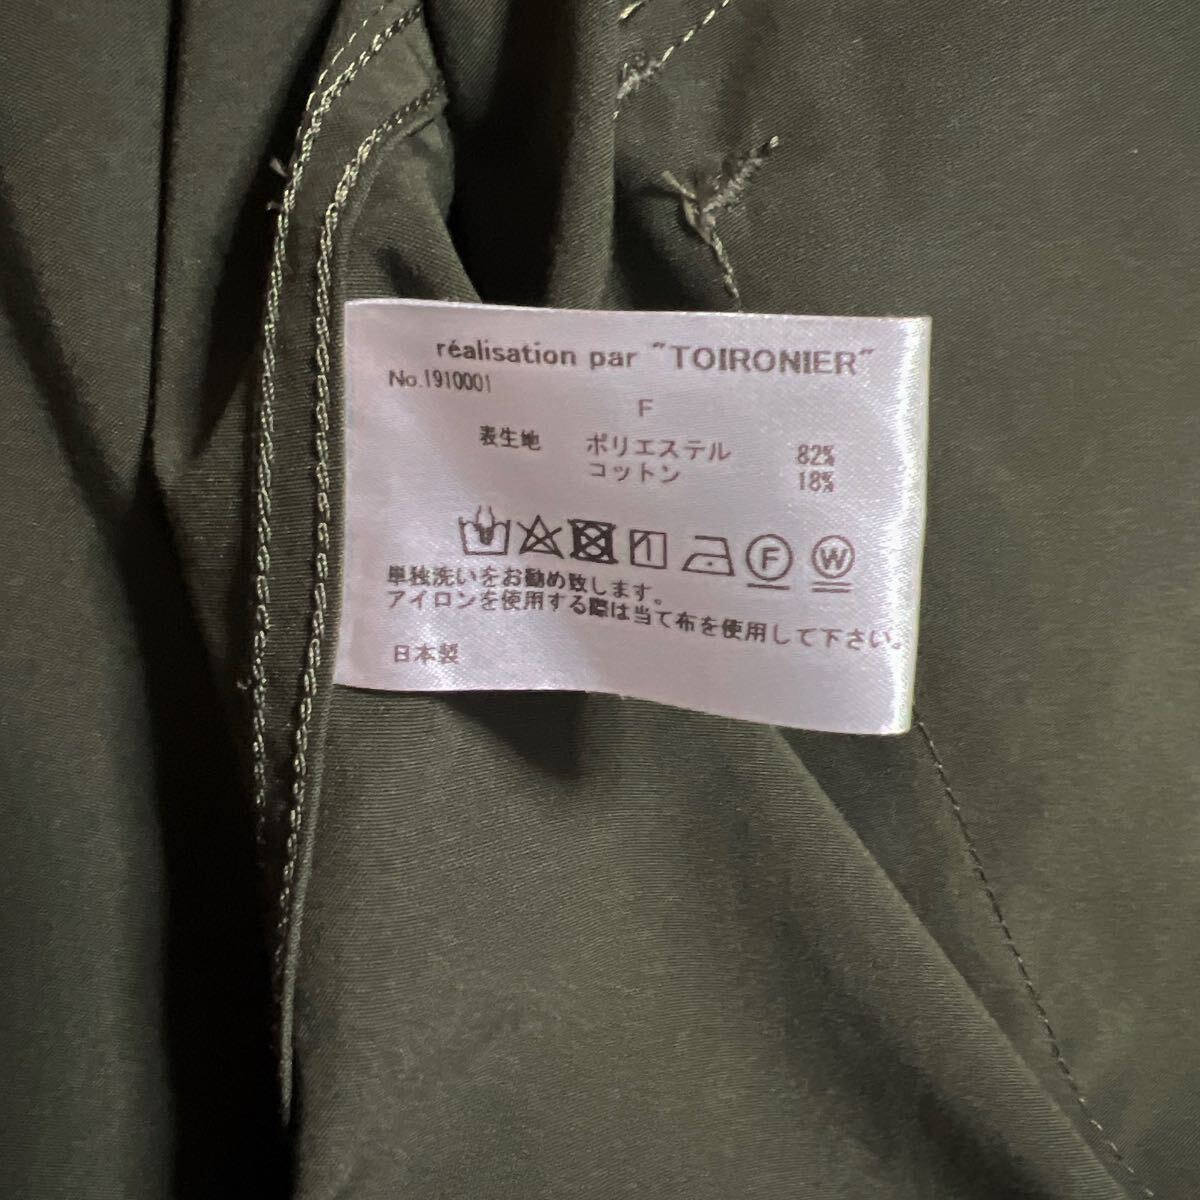 réalisation par "TOIRONIER"
No.1910001
F
表生地 ポリエステル 82%
コットン 18%
F W
単独洗いをお勧め致します。
アイロンを使用する際は当て布を使用して下さい。
日本製